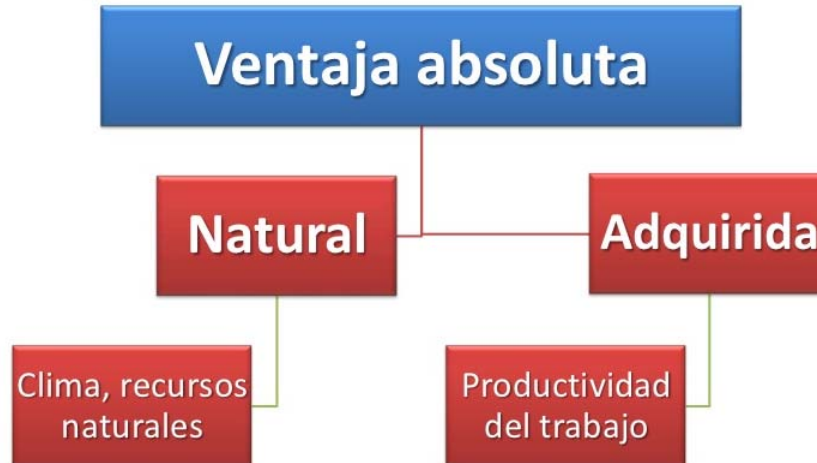 Ventaja absoluta
Natural
Adquirida
Clima, recursos
naturales
Productividad
del trabajo